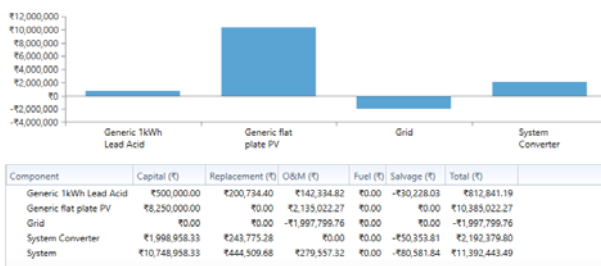 ₹12,000,000
₹10,000,000
₹8,000,000
₹6,000,000
₹4,000,000
₹2,000,000
₹0
-₹2,000,000
-₹4,000,000
Generic 1kWh Lead Acid
Generic flat plate PV
Grid
System Converter
Component Capital (₹) Replacement (₹) O&M (₹) Fuel (₹) Salvage (₹) Total (₹)
Generic 1kWh Lead Acid ₹500,000.00 ₹200,734.40 ₹142,334.82 ₹0.00 -₹30,228.03 ₹812,841.19
Generic flat plate PV ₹8,250,000.00 ₹0.00 ₹2,135,022.27 ₹0.00 ₹0.00 ₹10,385,022.27
Grid ₹0.00 ₹0.00 -₹1,997,799.76 ₹0.00 ₹0.00 -₹1,997,799.76
System Converter ₹1,998,958.33 ₹243,775.28 ₹0.00 ₹0.00 -₹50,353.81 ₹2,192,379.80
System ₹10,748,958.33 ₹444,509.68 ₹279,557.32 ₹0.00 -₹80,581.84 ₹11,392,443.49